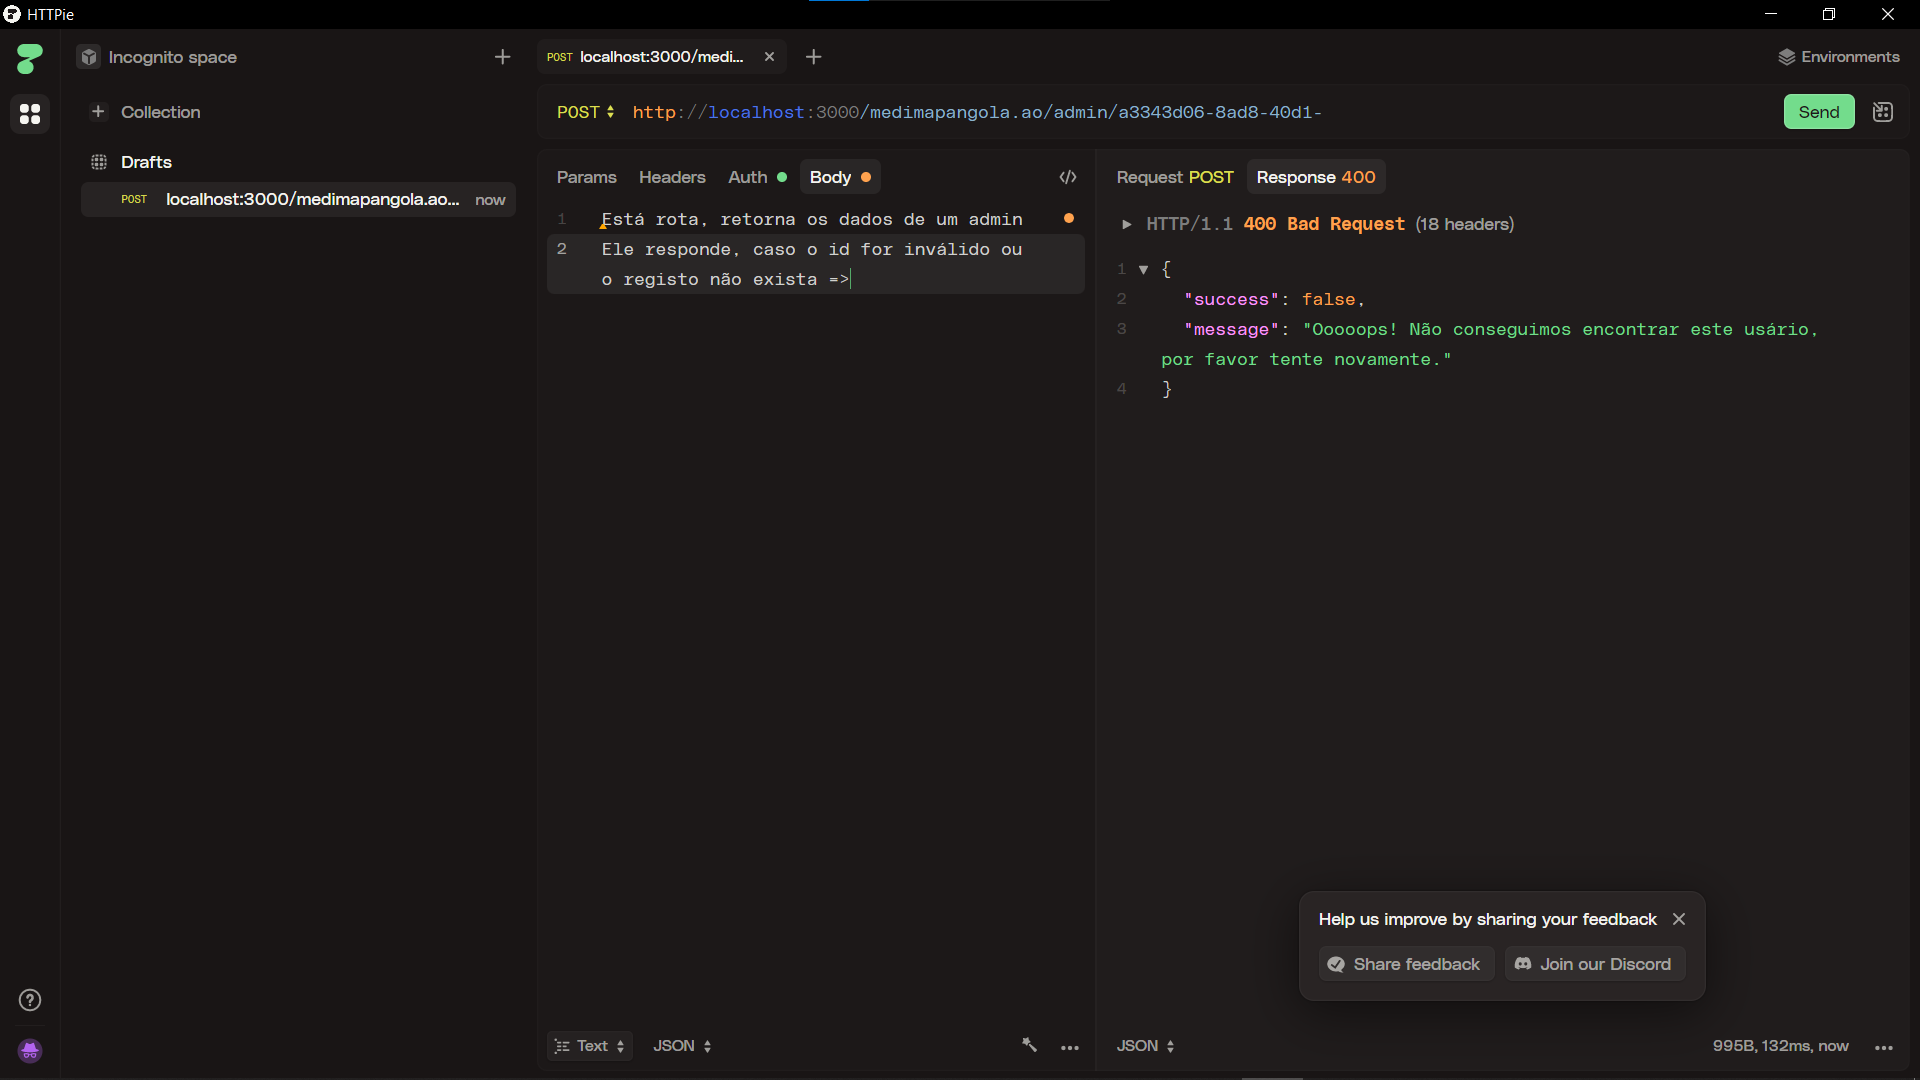 HTTPie
Incognito space
POST localhost:3000/medi...
Environments
Collection
POST http://localhost:3000/medimapangola.ao/admin/a3343d06-8ad8-40d1-
Send
Drafts
POST localhost:3000/medimapangola.ao... now
Params Headers Auth Body
1 Está rota, retorna os dados de um admin
2 Ele responde, caso o id for inválido ou
o registo não exista =>
Request POST Response 400
HTTP/1.1 400 Bad Request (18 headers)
1 {
2 "success": false,
3 "message": "Ooooops! Não conseguimos encontrar este usário,
por favor tente novamente."
4 }
Help us improve by sharing your feedback
Share feedback
Join our Discord
Text JSON
JSON
995B, 132ms, now